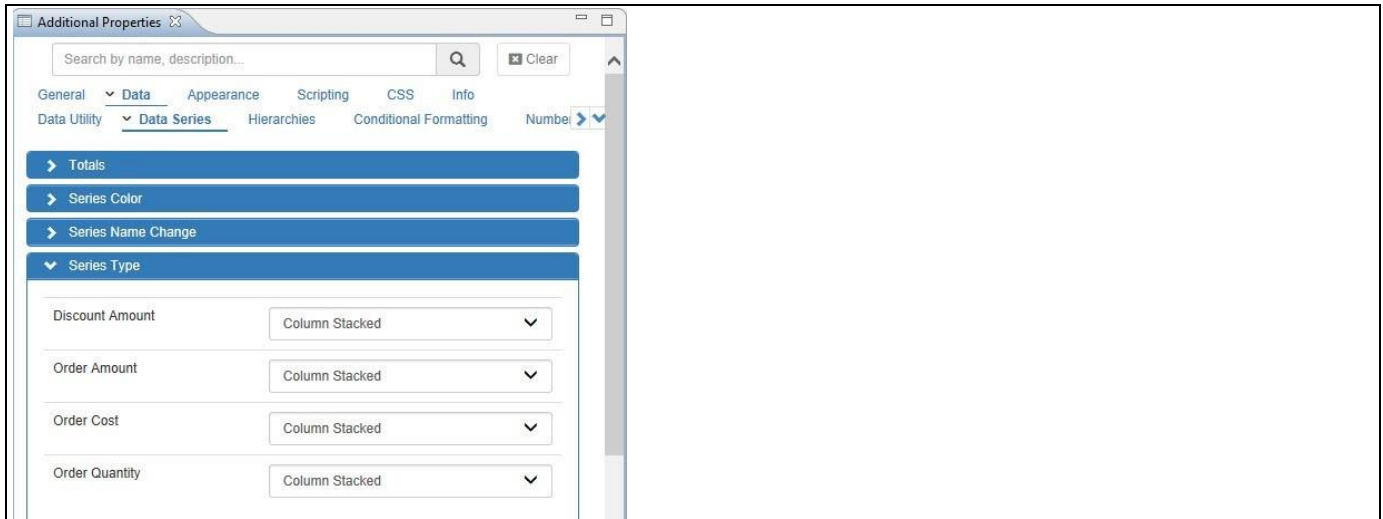 Additional Properties
Search by name, description...
Clear
General Data Appearance Scripting CSS Info
Data Utility Data Series Hierarchies Conditional Formatting Number
Totals
Series Color
Series Name Change
Series Type
Discount Amount Column Stacked
Order Amount Column Stacked
Order Cost Column Stacked
Order Quantity Column Stacked